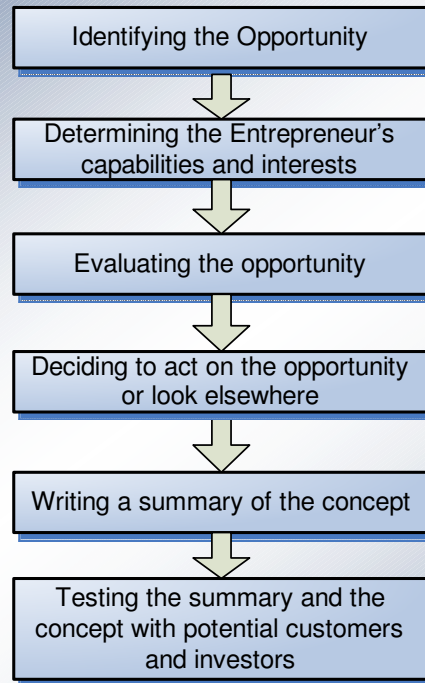 Identifying the Opportunity
Determining the Entrepreneur's
capabilities and interests
Evaluating the opportunity
Deciding to act on the opportunity
or look elsewhere
Writing a summary of the concept
Testing the summary and the
concept with potential customers
and investors